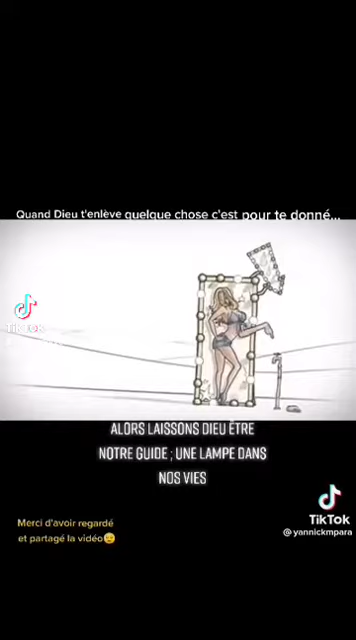 Quand Dieu t'enlève quelque chose c'est pour te donné...
TikTok
ALORS LAISSONS DIEU ÊTRE
NOTRE GUIDE ; UNE LAMPE DANS
NOS VIES
TikTok
@yannickmpara
Merci d'avoir regardé
et partagé la vidéo😊